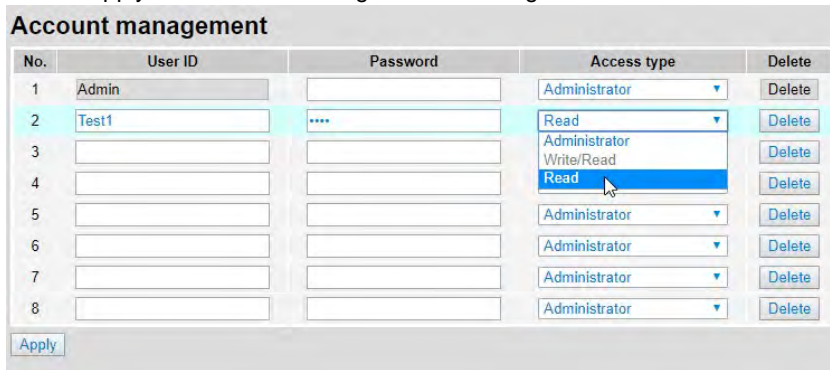 Account management
No. User ID Password Access type Delete
1 Admin Administrator Delete
2 Test1 •••• Read Delete
Administrator
3 Write/Read Delete
4 Read Delete
5 Administrator Delete
6 Administrator Delete
7 Administrator Delete
8 Administrator Delete
Apply